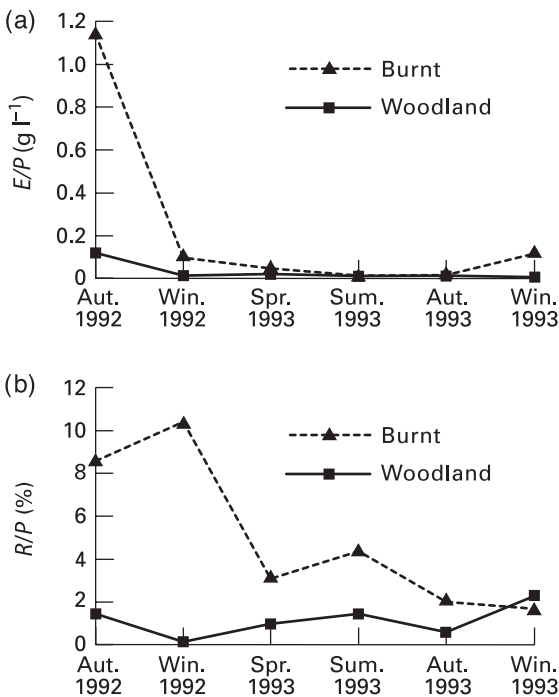 (a)
1.2
1.0
0.8
0.6
0.4
0.2
0
E/P (g l⁻¹)
Burnt
Woodland
Aut. Win. Spr. Sum. Aut. Win.
1992 1992 1993 1993 1993 1993
(b)
12
10
8
6
4
2
0
R/P (%)
Burnt
Woodland
Aut. Win. Spr. Sum. Aut. Win.
1992 1992 1993 1993 1993 1993